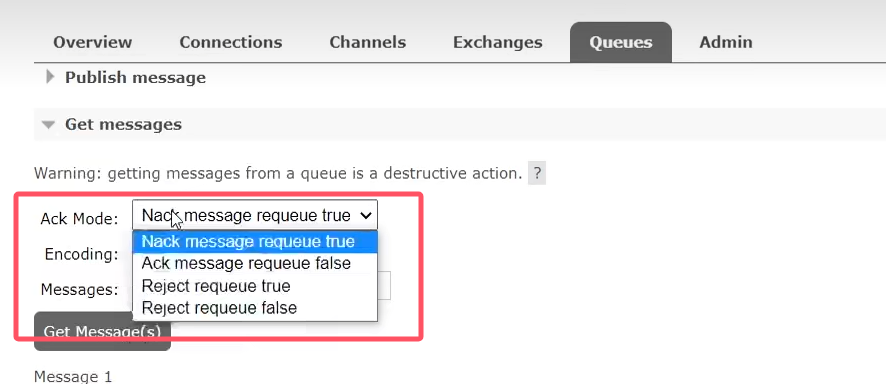 Overview Connections Channels Exchanges Queues Admin
Publish message
Get messages
Warning: getting messages from a queue is a destructive action. ?
Ack Mode: Nack message requeue true
Nack message requeue true
Encoding: Ack message requeue false
Messages: Reject requeue true
Reject requeue false
Get Message(s)
Message 1